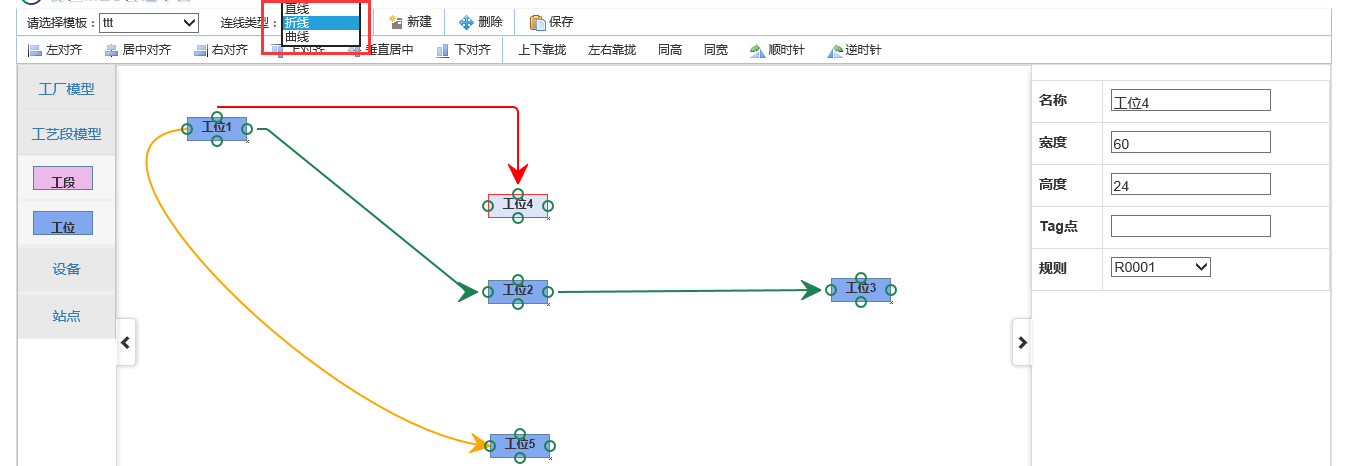 请选择模板：ttt 连线类型： 直线 新建 删除 保存
折线
曲线
左对齐 居中对齐 右对齐 上对齐 垂直居中 下对齐 上下靠拢 左右靠拢 同高 同宽 顺时针 逆时针
工厂模型
工艺段模型
工段
工位
设备
站点
工位1
工位4
工位2
工位3
工位5
名称 工位4
宽度 60
高度 24
Tag点
规则 R0001